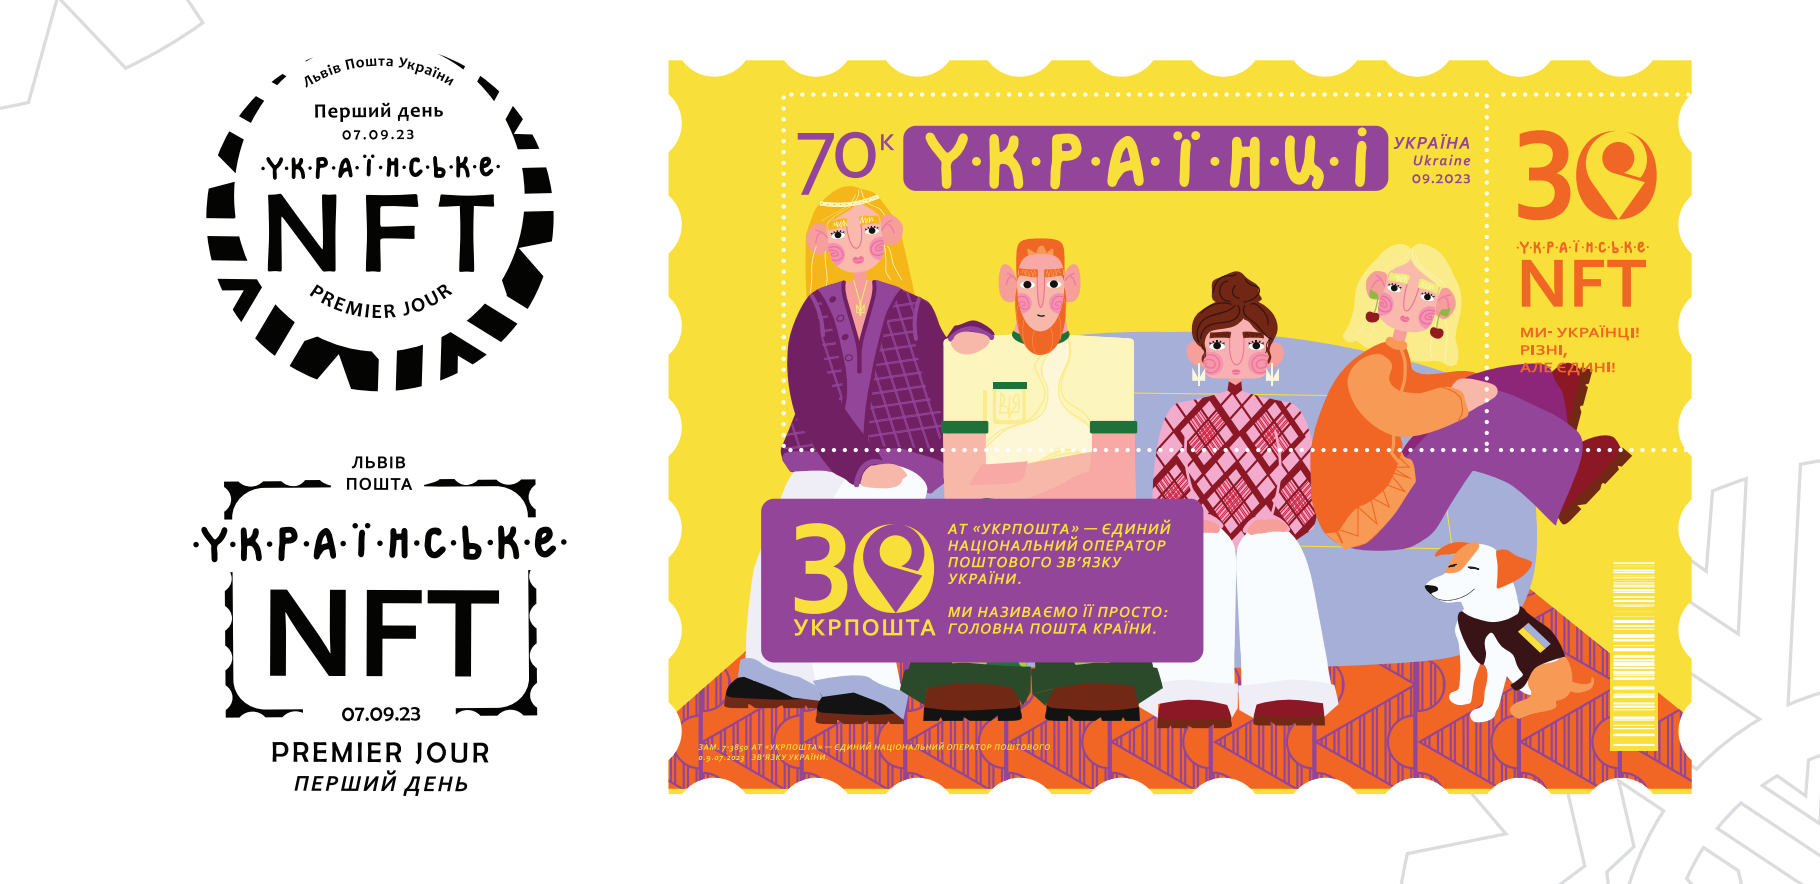 Львів Пошта України
Перший день
07.09.23
·У·К·Р·А·Ї·Н·С·Ь·К·Е·
NFT
PREMIER JOUR
ЛЬВІВ
ПОШТА
·У·К·Р·А·Ї·Н·С·Ь·К·Е·
NFT
07.09.23
PREMIER JOUR
ПЕРШИЙ ДЕНЬ
70К
У·К·Р·А·Ї·Н·Ц·І
УКРАЇНА
Ukraine
09.2023
30
·У·К·Р·А·Ї·Н·С·Ь·К·Е·
NFT
МИ- УКРАЇНЦІ!
РІЗНІ,
АЛЕ ЄДИНІ!
30
УКРПОШТА
АТ «УКРПОШТА» — ЄДИНИЙ
НАЦІОНАЛЬНИЙ ОПЕРАТОР
ПОШТОВОГО ЗВ'ЯЗКУ
УКРАЇНИ.
МИ НАЗИВАЄМО ЇЇ ПРОСТО:
ГОЛОВНА ПОШТА КРАЇНИ.
ЗАМ. 7-3850 АТ «УКРПОШТА» — ЄДИНИЙ НАЦІОНАЛЬНИЙ ОПЕРАТОР ПОШТОВОГО
0.9.07.2023 ЗВ'ЯЗКУ УКРАЇНИ.